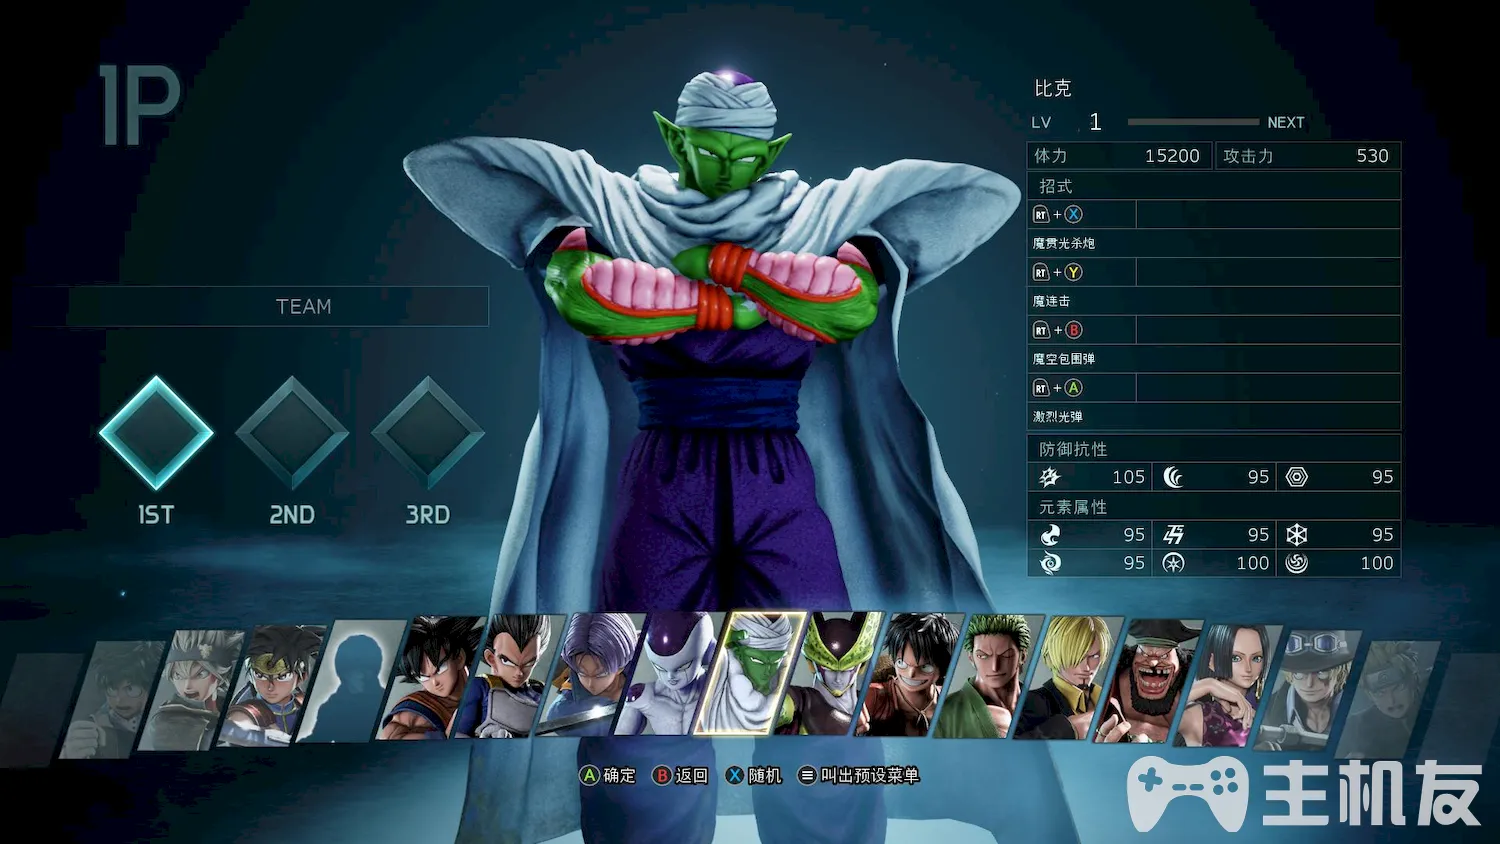 1P
比克
LV 1 NEXT
体力 15200 攻击力 530
招式
RT + X
魔贯光杀炮
RT + Y
魔连击
RT + B
魔空包围弹
RT + A
激烈光弹
防御抗性
105 95 95
元素属性
95 95 95
95 100 100
TEAM
1ST 2ND 3RD
A 确定 B 返回 X 随机 叫出预设菜单
主机友